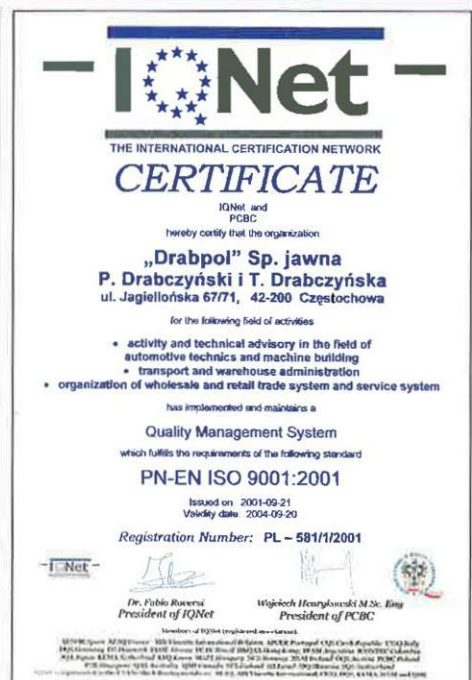 - IQNet -
THE INTERNATIONAL CERTIFICATION NETWORK
CERTIFICATE
IQNet and
PCBC
hereby certify that the organization
„Drabpol” Sp. jawna
P. Drabczyński i T. Drabczyńska
ul. Jagiellońska 67/71, 42-200 Częstochowa
for the following field of activities
• activity and technical advisory in the field of
automotive technics and machine building
• transport and warehouse administration
• organization of wholesale and retail trade system and service system
has implemented and maintains a
Quality Management System
which fulfills the requirements of the following standard
PN-EN ISO 9001:2001
Issued on 2001-09-21
Validity date 2004-09-20
Registration Number: PL – 581/1/2001
- IQNet -
Dr. Fabio Roversi
President of IQNet
Wojciech Henrykowski M.Sc. Eng
President of PCBC